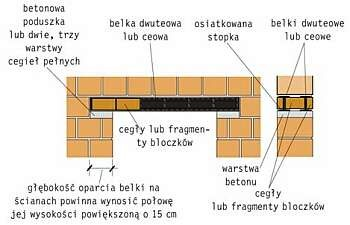 betonowa
poduszka
lub dwie, trzy
warstwy
cegieł pełnych
belka dwuteowa
lub ceowa
osiatkowana
stopka
belki dwuteowe
lub ceowe
cegły lub fragmen-
ty bloczków
warstwa
betonu
cegły
lub fragmenty bloczków
głębokość oparcia belki na
ścianach powinna wynosić połowę
jej wysokości powiększoną o 15 cm